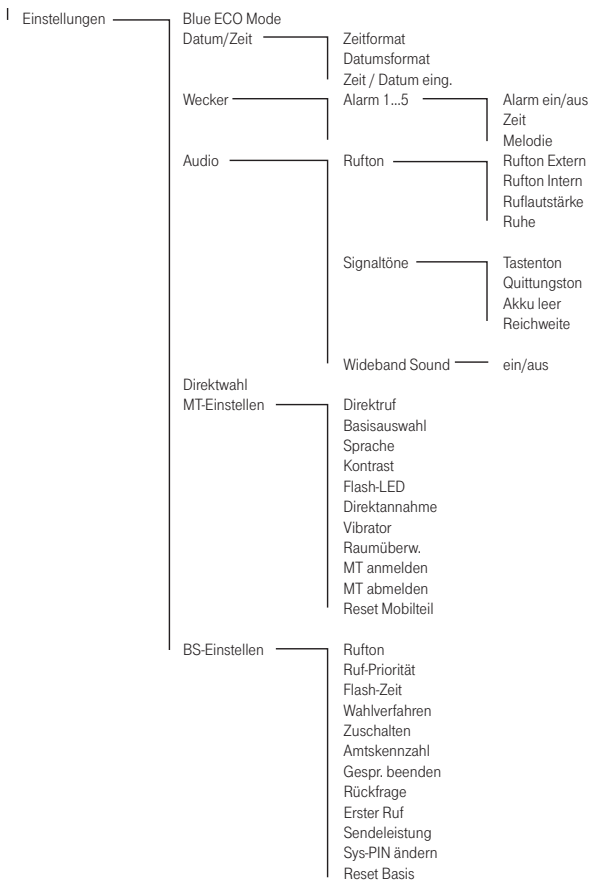 I Einstellungen Blue ECO Mode
Datum/Zeit Zeitformat
Datumsformat
Zeit / Datum eing.
Wecker Alarm 1...5 Alarm ein/aus
Zeit
Melodie
Audio Rufton Rufton Extern
Rufton Intern
Ruflautstärke
Ruhe
Signaltöne Tastenton
Quittungston
Akku leer
Reichweite
Wideband Sound ein/aus
Direktwahl
MT-Einstellen Direktruf
Basisauswahl
Sprache
Kontrast
Flash-LED
Direktannahme
Vibrator
Raumüberw.
MT anmelden
MT abmelden
Reset Mobilteil
BS-Einstellen Rufton
Ruf-Priorität
Flash-Zeit
Wahlverfahren
Zuschalten
Amtskennzahl
Gespr. beenden
Rückfrage
Erster Ruf
Sendeleistung
Sys-PIN ändern
Reset Basis